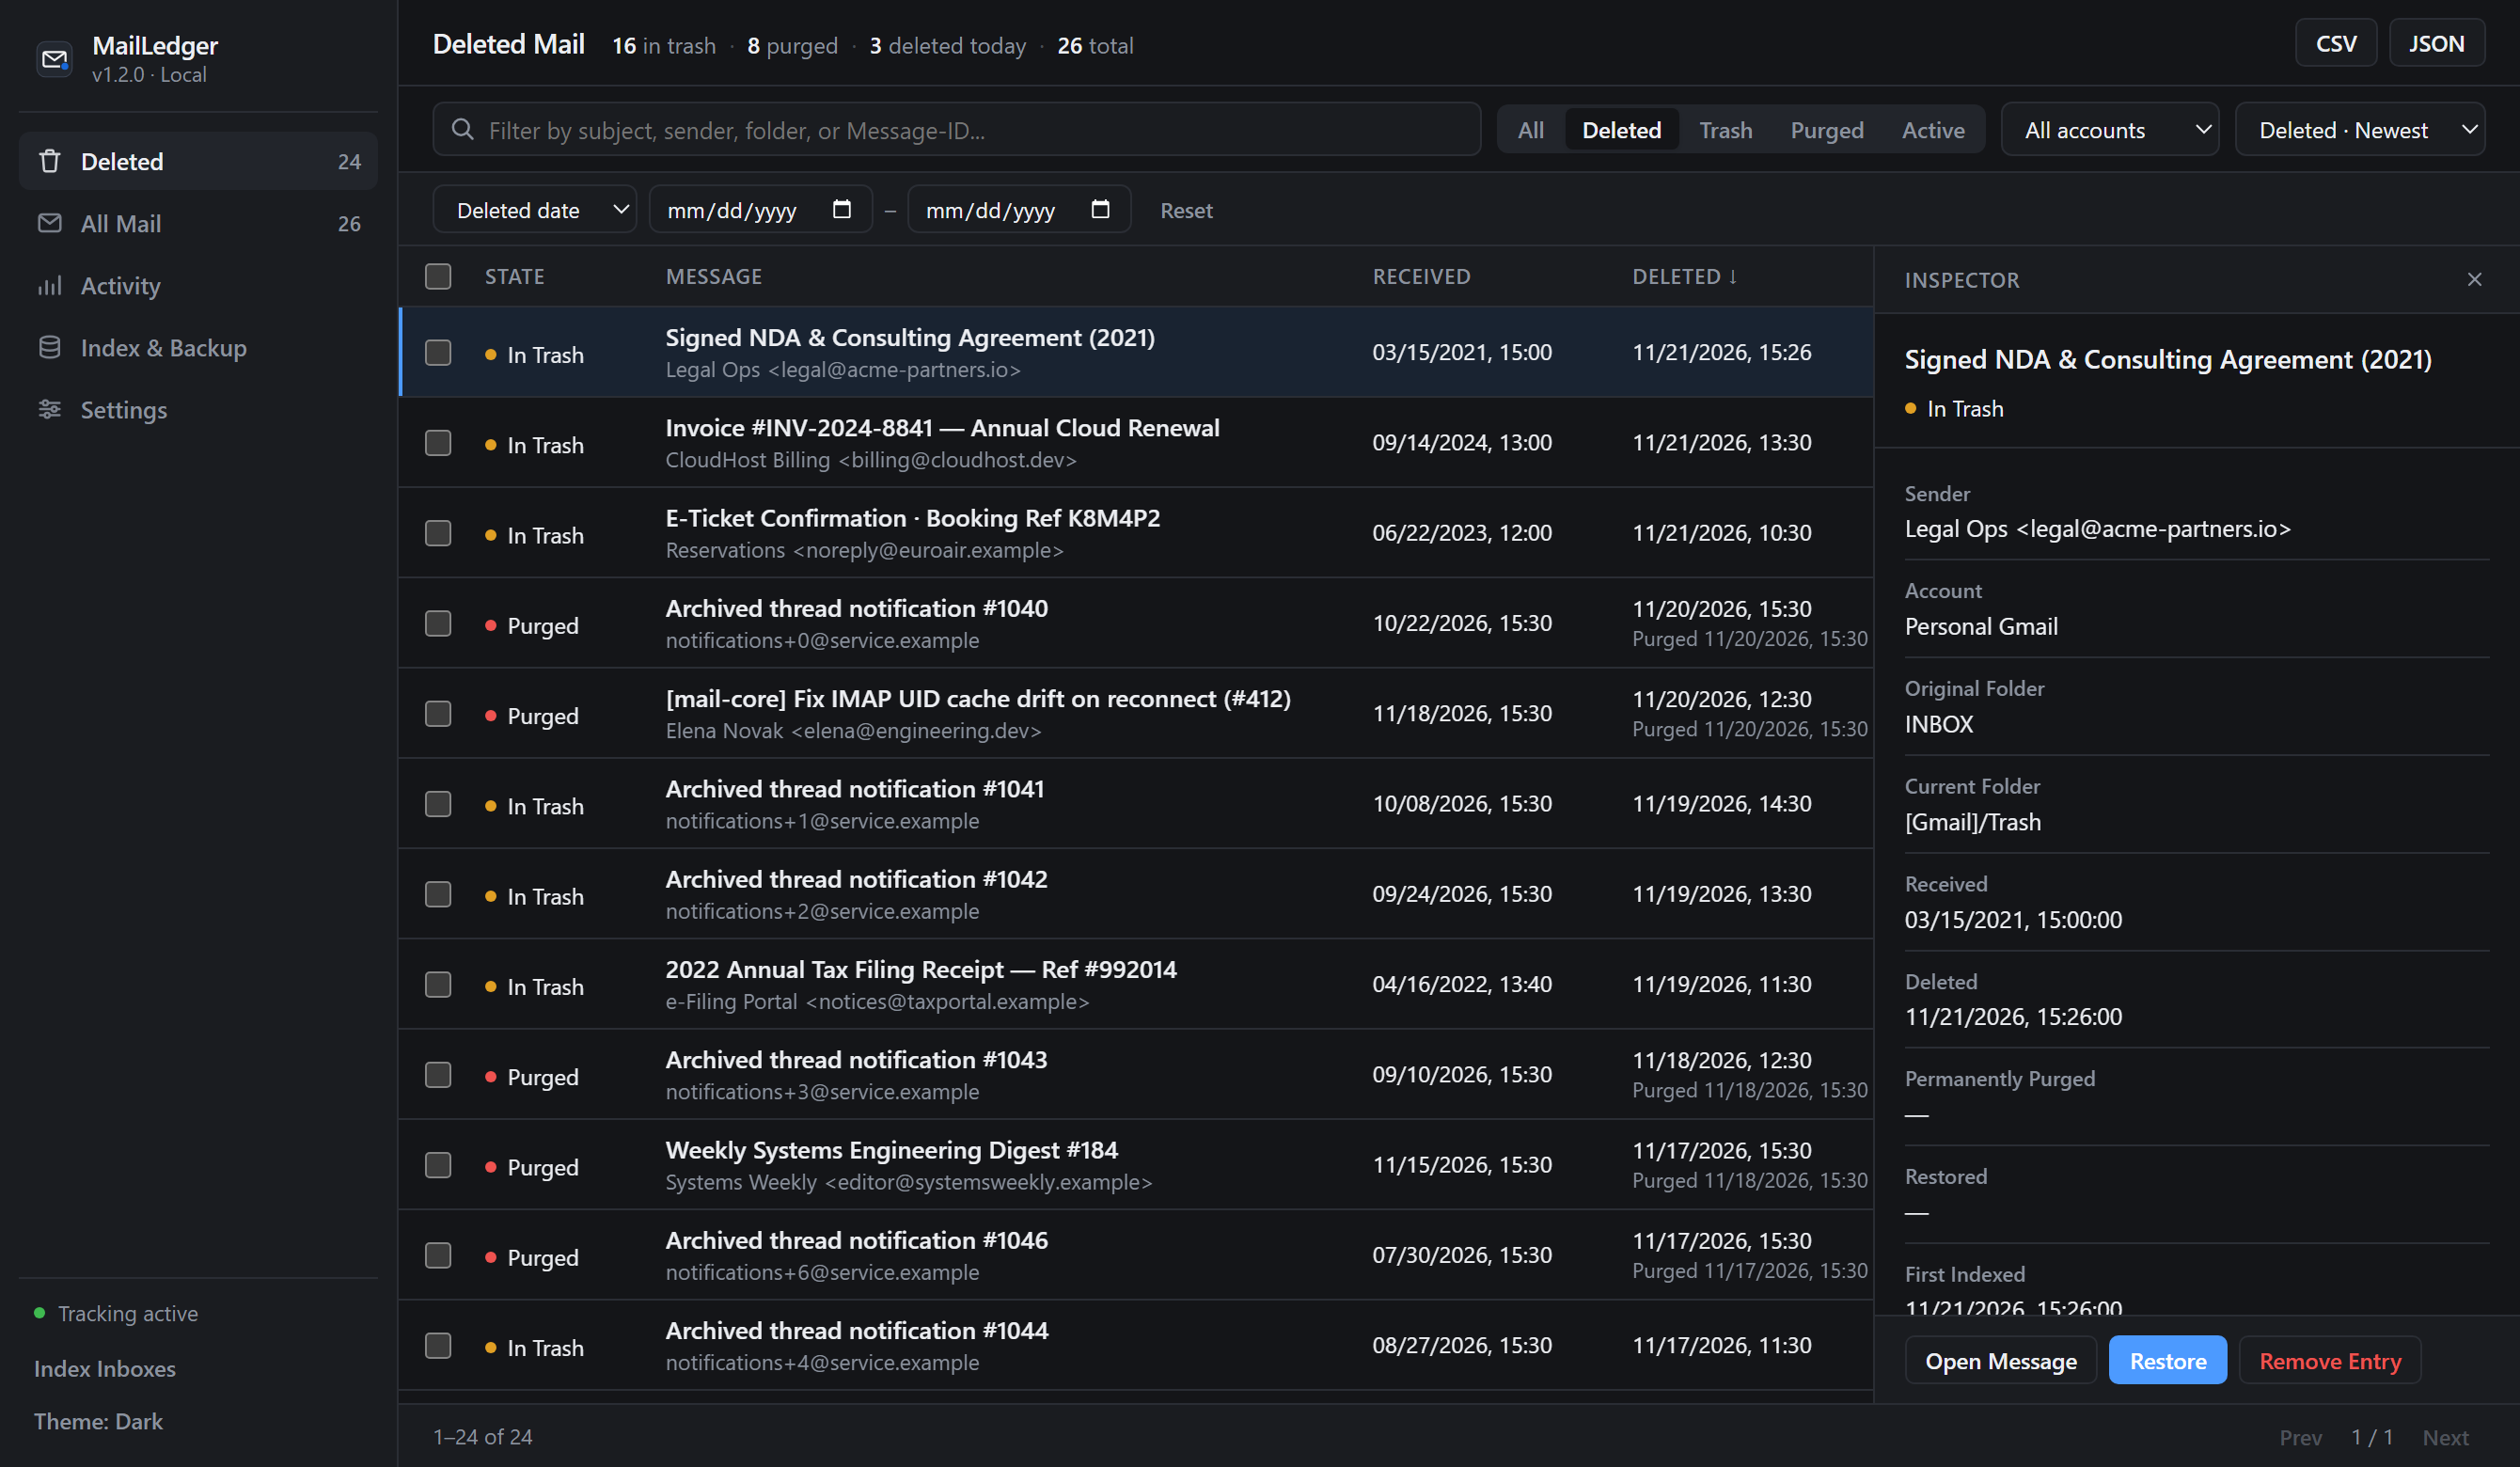 MailLedger
v1.2.0 · Local
Deleted 24
All Mail 26
Activity
Index & Backup
Settings
Tracking active
Index Inboxes
Theme: Dark
Deleted Mail 16 in trash · 8 purged · 3 deleted today · 26 total
CSV JSON
Filter by subject, sender, folder, or Message-ID...
All Deleted Trash Purged Active
All accounts
Deleted · Newest
Deleted date mm/dd/yyyy – mm/dd/yyyy Reset
STATE MESSAGE RECEIVED DELETED ↓
In Trash
Signed NDA & Consulting Agreement (2021)
Legal Ops <legal@acme-partners.io>
03/15/2021, 15:00
11/21/2026, 15:26
In Trash
Invoice #INV-2024-8841 — Annual Cloud Renewal
CloudHost Billing <billing@cloudhost.dev>
09/14/2024, 13:00
11/21/2026, 13:30
In Trash
E-Ticket Confirmation · Booking Ref K8M4P2
Reservations <noreply@euroair.example>
06/22/2023, 12:00
11/21/2026, 10:30
Purged
Archived thread notification #1040
notifications+0@service.example
10/22/2026, 15:30
11/20/2026, 15:30
Purged 11/20/2026, 15:30
Purged
[mail-core] Fix IMAP UID cache drift on reconnect (#412)
Elena Novak <elena@engineering.dev>
11/18/2026, 15:30
11/20/2026, 12:30
Purged 11/20/2026, 15:30
In Trash
Archived thread notification #1041
notifications+1@service.example
10/08/2026, 15:30
11/19/2026, 14:30
In Trash
Archived thread notification #1042
notifications+2@service.example
09/24/2026, 15:30
11/19/2026, 13:30
In Trash
2022 Annual Tax Filing Receipt — Ref #992014
e-Filing Portal <notices@taxportal.example>
04/16/2022, 13:40
11/19/2026, 11:30
Purged
Archived thread notification #1043
notifications+3@service.example
09/10/2026, 15:30
11/18/2026, 12:30
Purged 11/18/2026, 15:30
Purged
Weekly Systems Engineering Digest #184
Systems Weekly <editor@systemsweekly.example>
11/15/2026, 15:30
11/17/2026, 15:30
Purged 11/18/2026, 15:30
Purged
Archived thread notification #1046
notifications+6@service.example
07/30/2026, 15:30
11/17/2026, 15:30
Purged 11/17/2026, 15:30
In Trash
Archived thread notification #1044
notifications+4@service.example
08/27/2026, 15:30
11/17/2026, 11:30
INSPECTOR ×
Signed NDA & Consulting Agreement (2021)
In Trash
Sender
Legal Ops <legal@acme-partners.io>
Account
Personal Gmail
Original Folder
INBOX
Current Folder
[Gmail]/Trash
Received
03/15/2021, 15:00:00
Deleted
11/21/2026, 15:26:00
Permanently Purged
—
Restored
—
First Indexed
11/21/2026, 15:26:00
Open Message Restore Remove Entry
1–24 of 24
Prev 1 / 1 Next